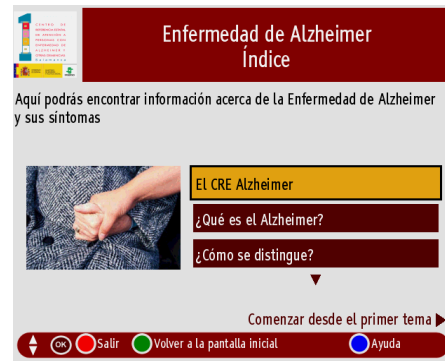 Enfermedad de Alzheimer
Índice
Aquí podrás encontrar información acerca de la Enfermedad de Alzheimer
y sus síntomas
El CRE Alzheimer
¿Qué es el Alzheimer?
¿Cómo se distingue?
Comenzar desde el primer tema
OK Salir Volver a la pantalla inicial Ayuda